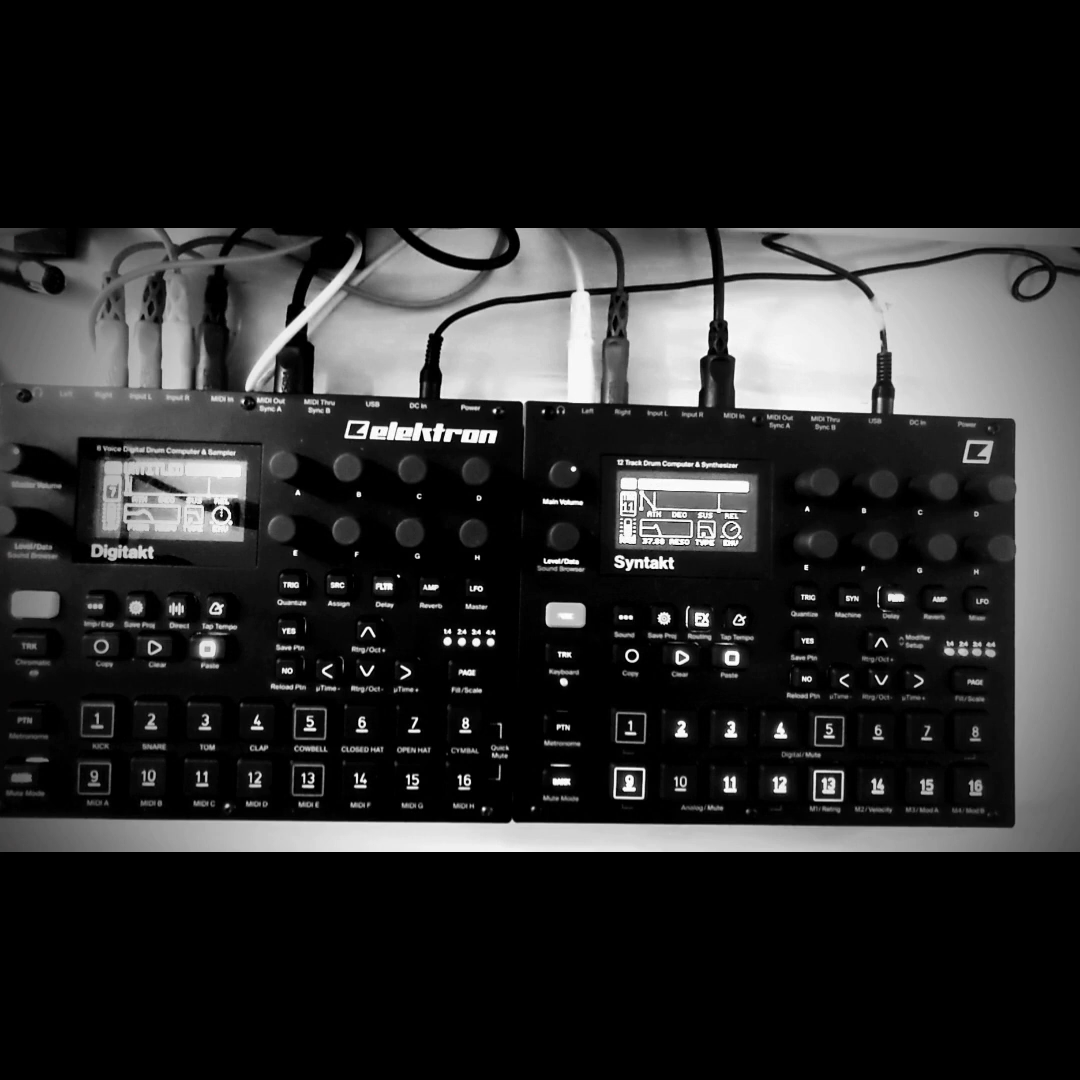 Left Right Input L Input R MIDI In MIDI Out MIDI Thru USB DC In Power
Sync A Sync B
elektron
8 Voice Digital Drum Computer & Sampler
Digitakt
Level/Data
Sound Browser
A B C D
E F G H
TRIG SRC FLTR AMP LFO
Quantize Assign Delay Reverb Master
Imp/Exp Save Proj Direct Tap Tempo
YES
Save Ptn Rtrg/Oct+
1:4 2:4 3:4 4:4
TRK
Chromatic
Copy Clear Paste
NO PAGE
Reload Ptn µTime- Rtrg/Oct- µTime+ Fill/Scale
PTN
Metronome
1 2 3 4 5 6 7 8
KICK SNARE TOM CLAP COWBELL CLOSED HAT OPEN HAT CYMBAL
Quick
Mute
9 10 11 12 13 14 15 16
Mute Mode
MIDI A MIDI B MIDI C MIDI D MIDI E MIDI F MIDI G MIDI H
Left Right Input L Input R MIDI In MIDI Out MIDI Thru USB DC In Power
Sync A Sync B
12 Track Drum Computer & Synthesizer
Main Volume
ATK DEC SUS REL
37.00 RESO TYPE ENV
Syntakt
Level/Data
Sound Browser
A B C D
E F G H
TRIG SYN FLTR AMP LFO
Quantize Machine Delay Reverb Mixer
FX
Sound Save Proj Routing Tap Tempo
YES
Save Ptn Rtrg/Oct+
Modifier
Setup
1:4 2:4 3:4 4:4
TRK
Keyboard
Copy Clear Paste
NO PAGE
Reload Ptn µTime- Rtrg/Oct- µTime+ Fill/Scale
PTN
Metronome
1 2 3 4 5 6 7 8
Digital/Mute
BANK
Mute Mode
9 10 11 12 13 14 15 16
Analog/Mute M1/Retrig M2/Velocity M3/Mod A M4/Mod B